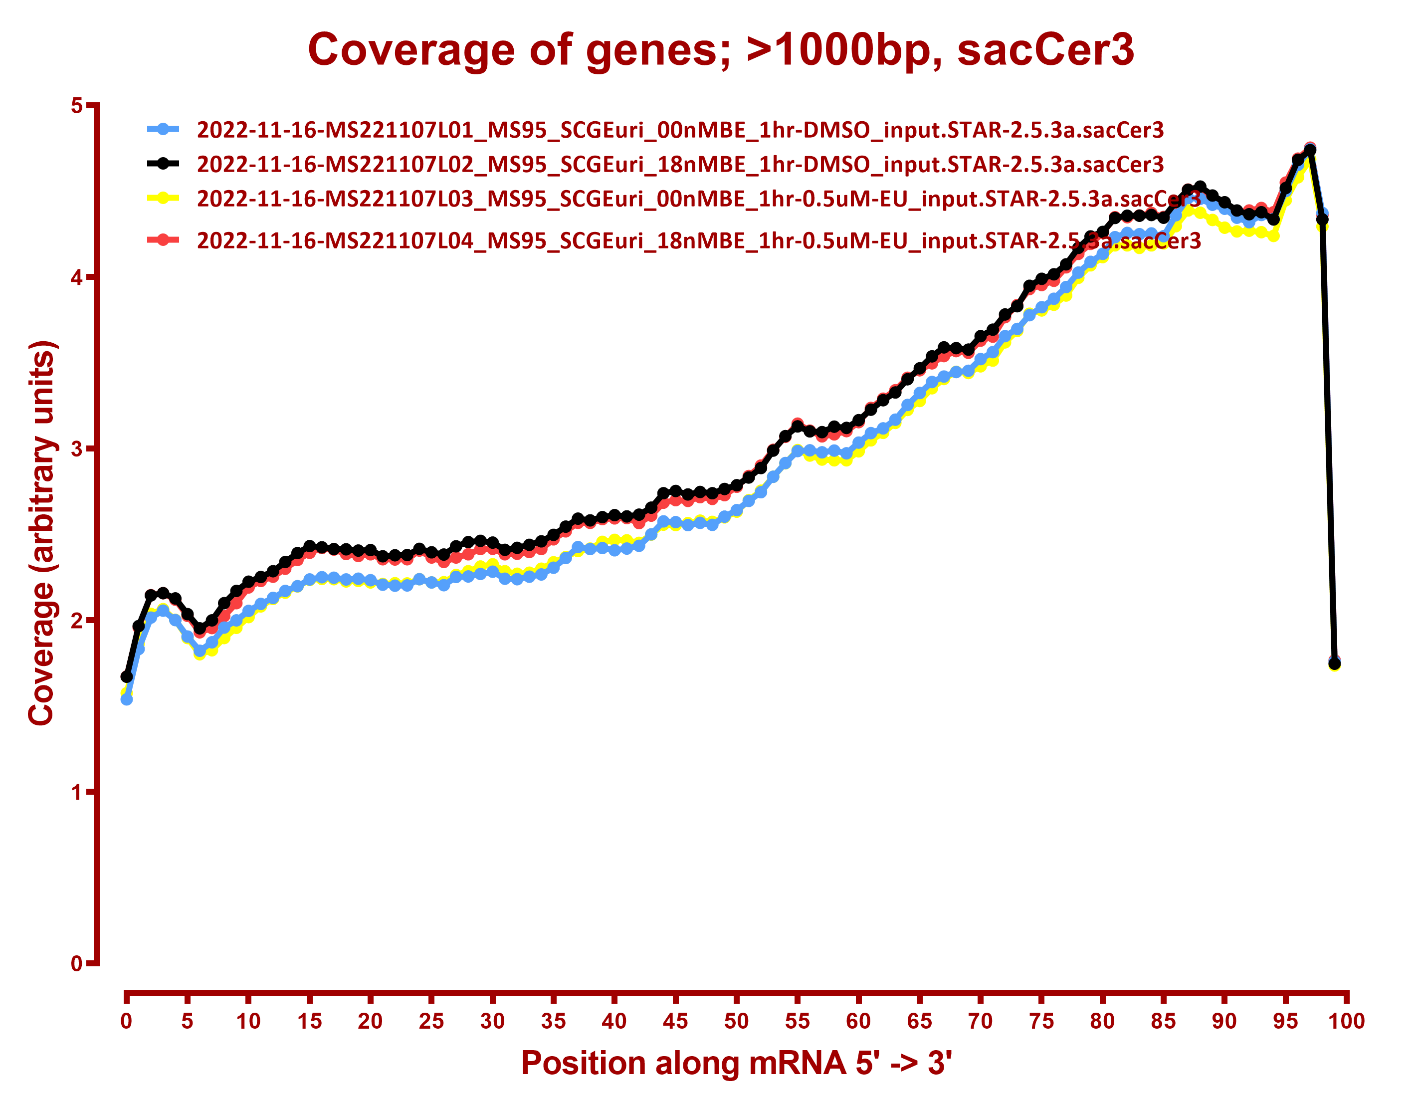 Coverage of genes; >1000bp, sacCer3
5
2022-11-16-MS221107L01_MS95_SCGEuri_00nMBE_1hr-DMSO_input.STAR-2.5.3a.sacCer3
2022-11-16-MS221107L02_MS95_SCGEuri_18nMBE_1hr-DMSO_input.STAR-2.5.3a.sacCer3
2022-11-16-MS221107L03_MS95_SCGEuri_00nMBE_1hr-0.5uM-EU_input.STAR-2.5.3a.sacCer3
2022-11-16-MS221107L04_MS95_SCGEuri_18nMBE_1hr-0.5uM-EU_input.STAR-2.5.3a.sacCer3
4
3
2
1
0
Coverage (arbitrary units)
0 5 10 15 20 25 30 35 40 45 50 55 60 65 70 75 80 85 90 95 100
Position along mRNA 5' -> 3'